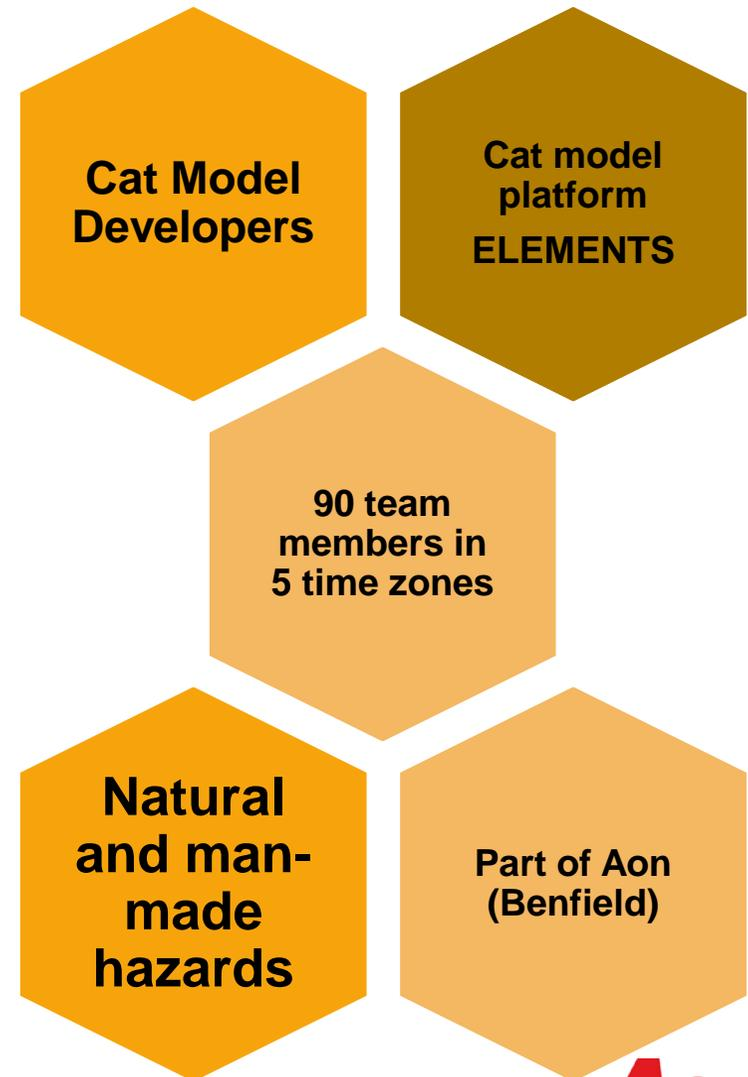 Cat Model
Developers
Cat model
platform
ELEMENTS
90 team
members in
5 time zones
Natural
and man-
made
hazards
Part of Aon
(Benfield)